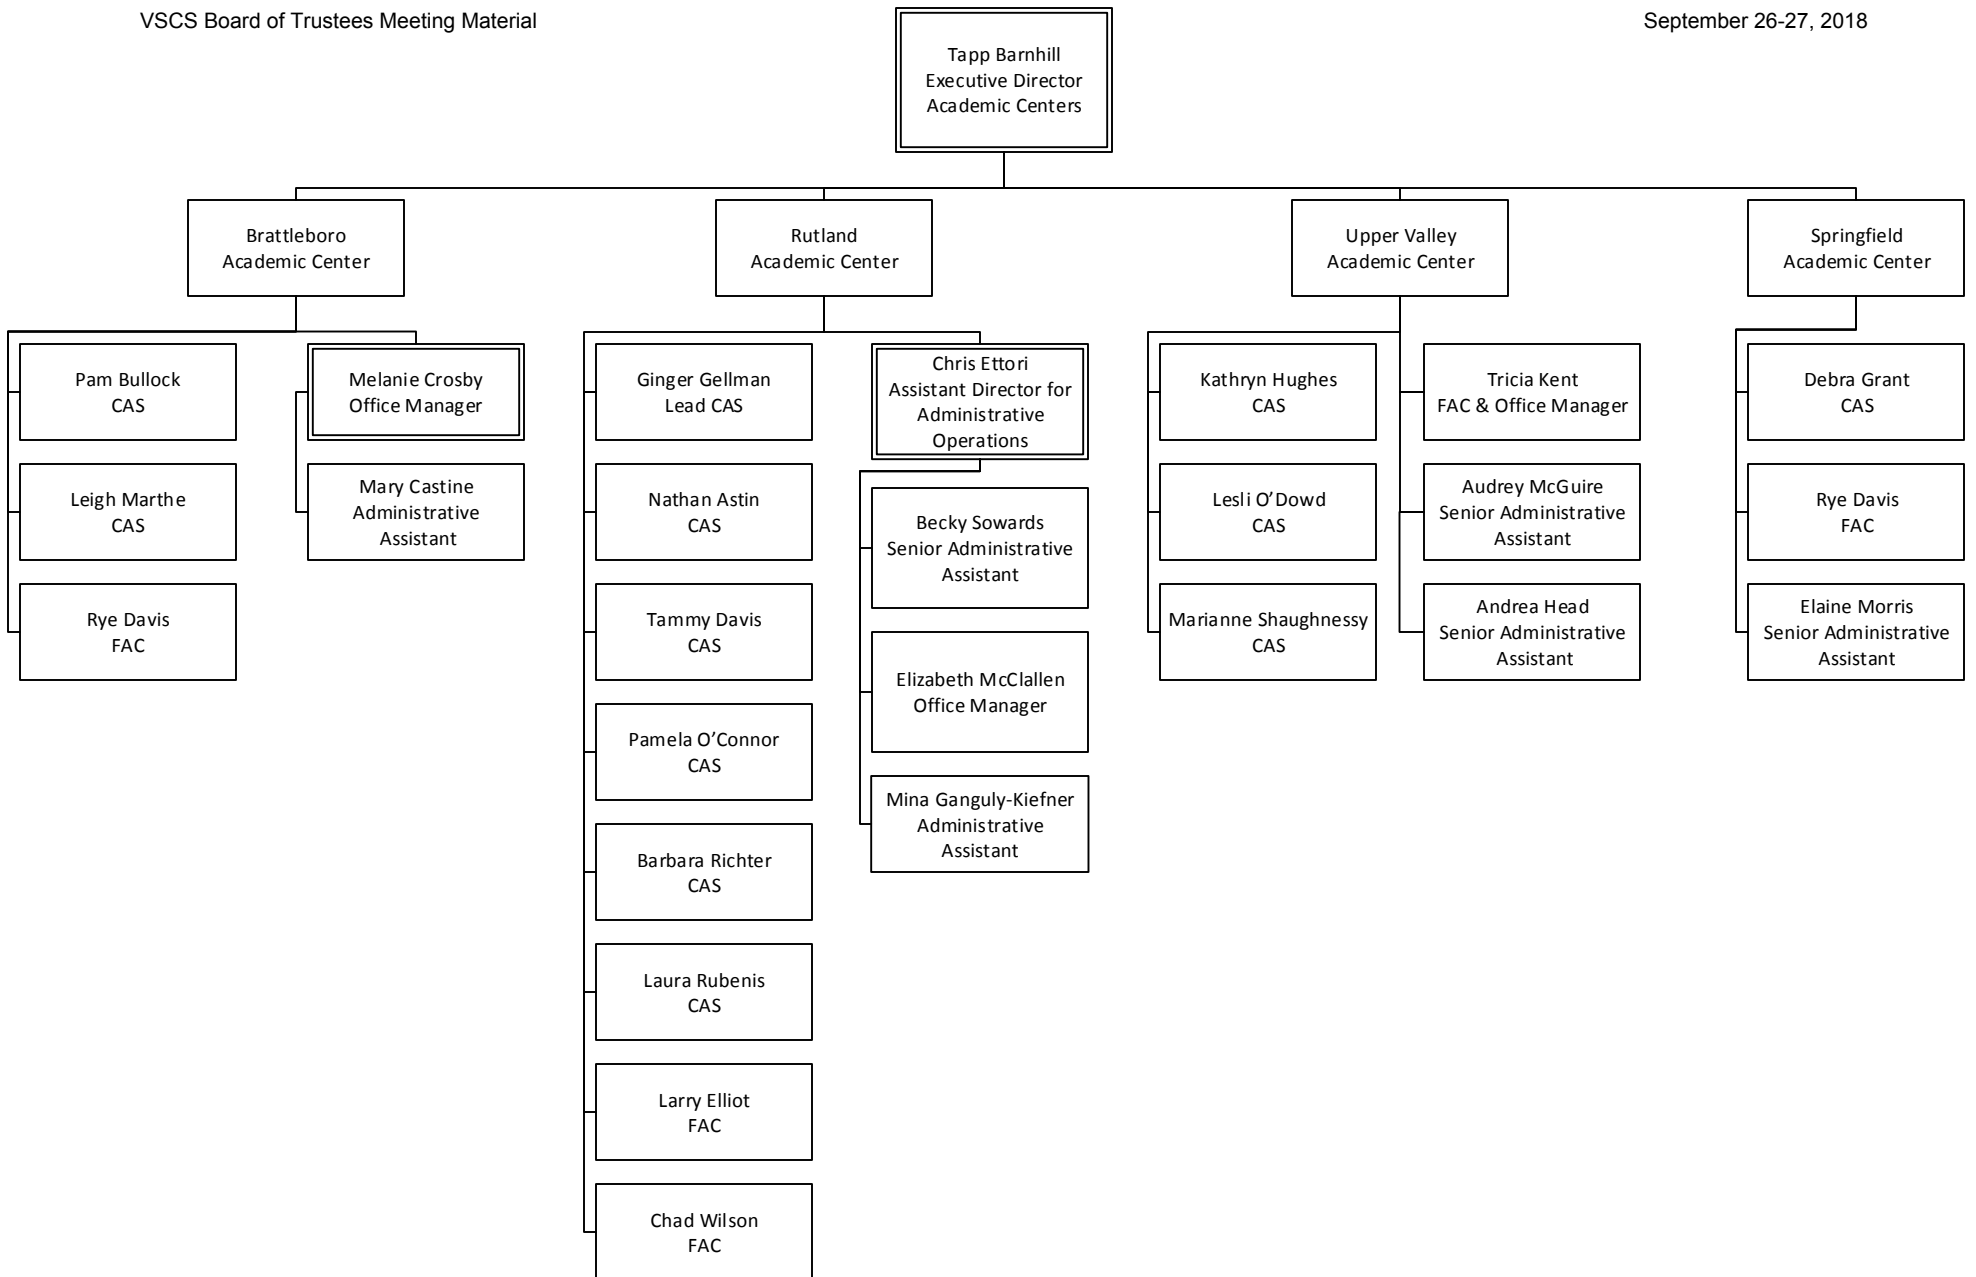 VSCS Board of Trustees Meeting Material
September 26-27, 2018
Tapp Barnhill
Executive Director
Academic Centers
Brattleboro
Academic Center
Pam Bullock
CAS
Leigh Marthe
CAS
Rye Davis
FAC
Melanie Crosby
Office Manager
Mary Castine
Administrative
Assistant
Rutland
Academic Center
Ginger Gellman
Lead CAS
Nathan Astin
CAS
Tammy Davis
CAS
Pamela O’Connor
CAS
Barbara Richter
CAS
Laura Rubenis
CAS
Larry Elliot
FAC
Chad Wilson
FAC
Chris Ettori
Assistant Director for
Administrative
Operations
Becky Sowards
Senior Administrative
Assistant
Elizabeth McClallen
Office Manager
Mina Ganguly-Kiefner
Administrative
Assistant
Upper Valley
Academic Center
Kathryn Hughes
CAS
Lesli O’Dowd
CAS
Marianne Shaughnessy
CAS
Tricia Kent
FAC & Office Manager
Audrey McGuire
Senior Administrative
Assistant
Andrea Head
Senior Administrative
Assistant
Springfield
Academic Center
Debra Grant
CAS
Rye Davis
FAC
Elaine Morris
Senior Administrative
Assistant